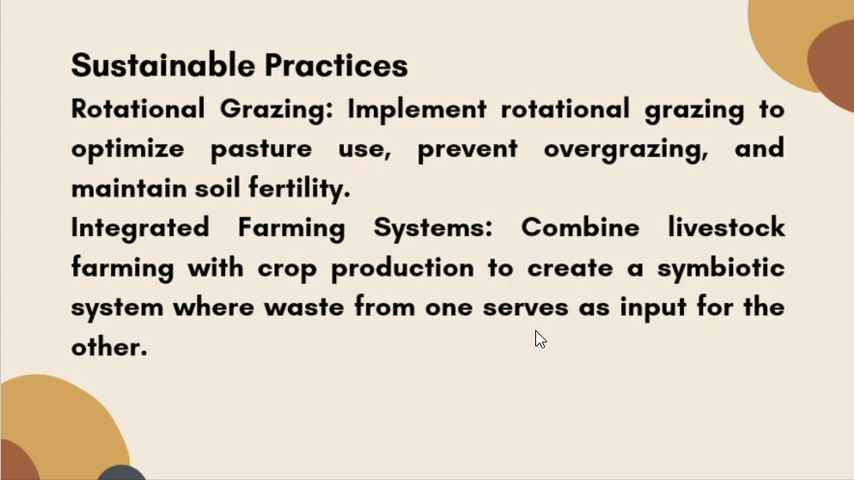 Sustainable Practices
Rotational Grazing: Implement rotational grazing to
optimize pasture use, prevent overgrazing, and
maintain soil fertility.
Integrated Farming Systems: Combine livestock
farming with crop production to create a symbiotic
system where waste from one serves as input for the
other.